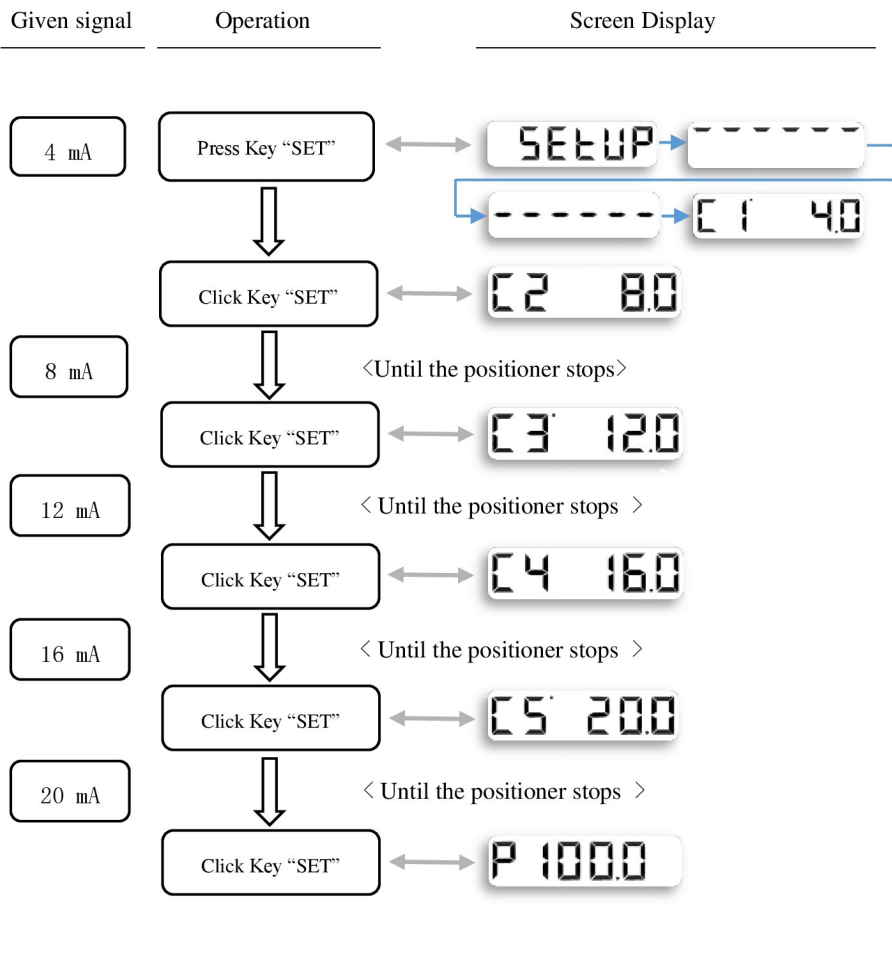 Given signal Operation Screen Display
4 mA Press Key “SET” SEtUP ‾ ‾ ‾ ‾ ‾ ‾
- - - - - - C1 4.0
Click Key “SET” C2 8.0
8 mA <Until the positioner stops>
Click Key “SET” C3 12.0
12 mA < Until the positioner stops >
Click Key “SET” C4 16.0
16 mA < Until the positioner stops >
Click Key “SET” C5 20.0
20 mA < Until the positioner stops >
Click Key “SET” P 100.0